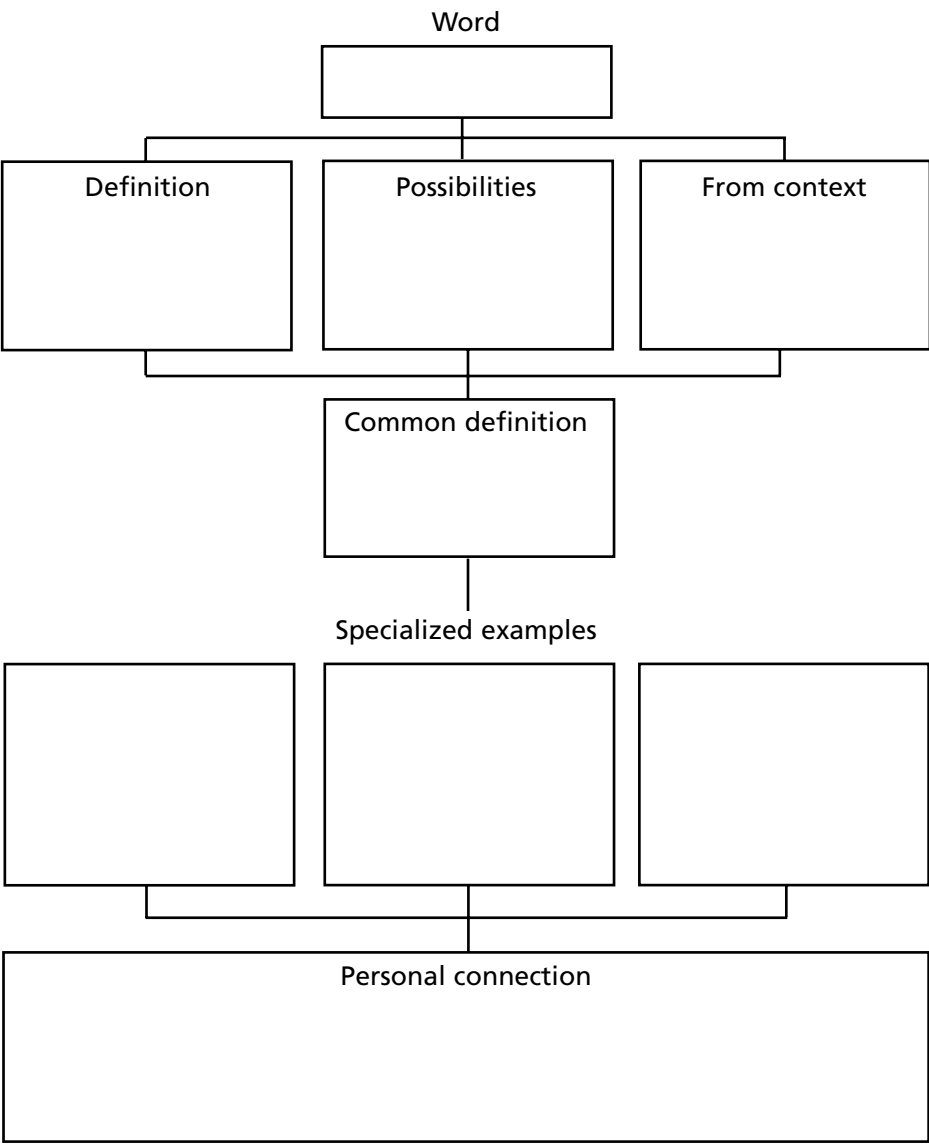 Word
Definition
Possibilities
From context
Common definition
Specialized examples
Personal connection